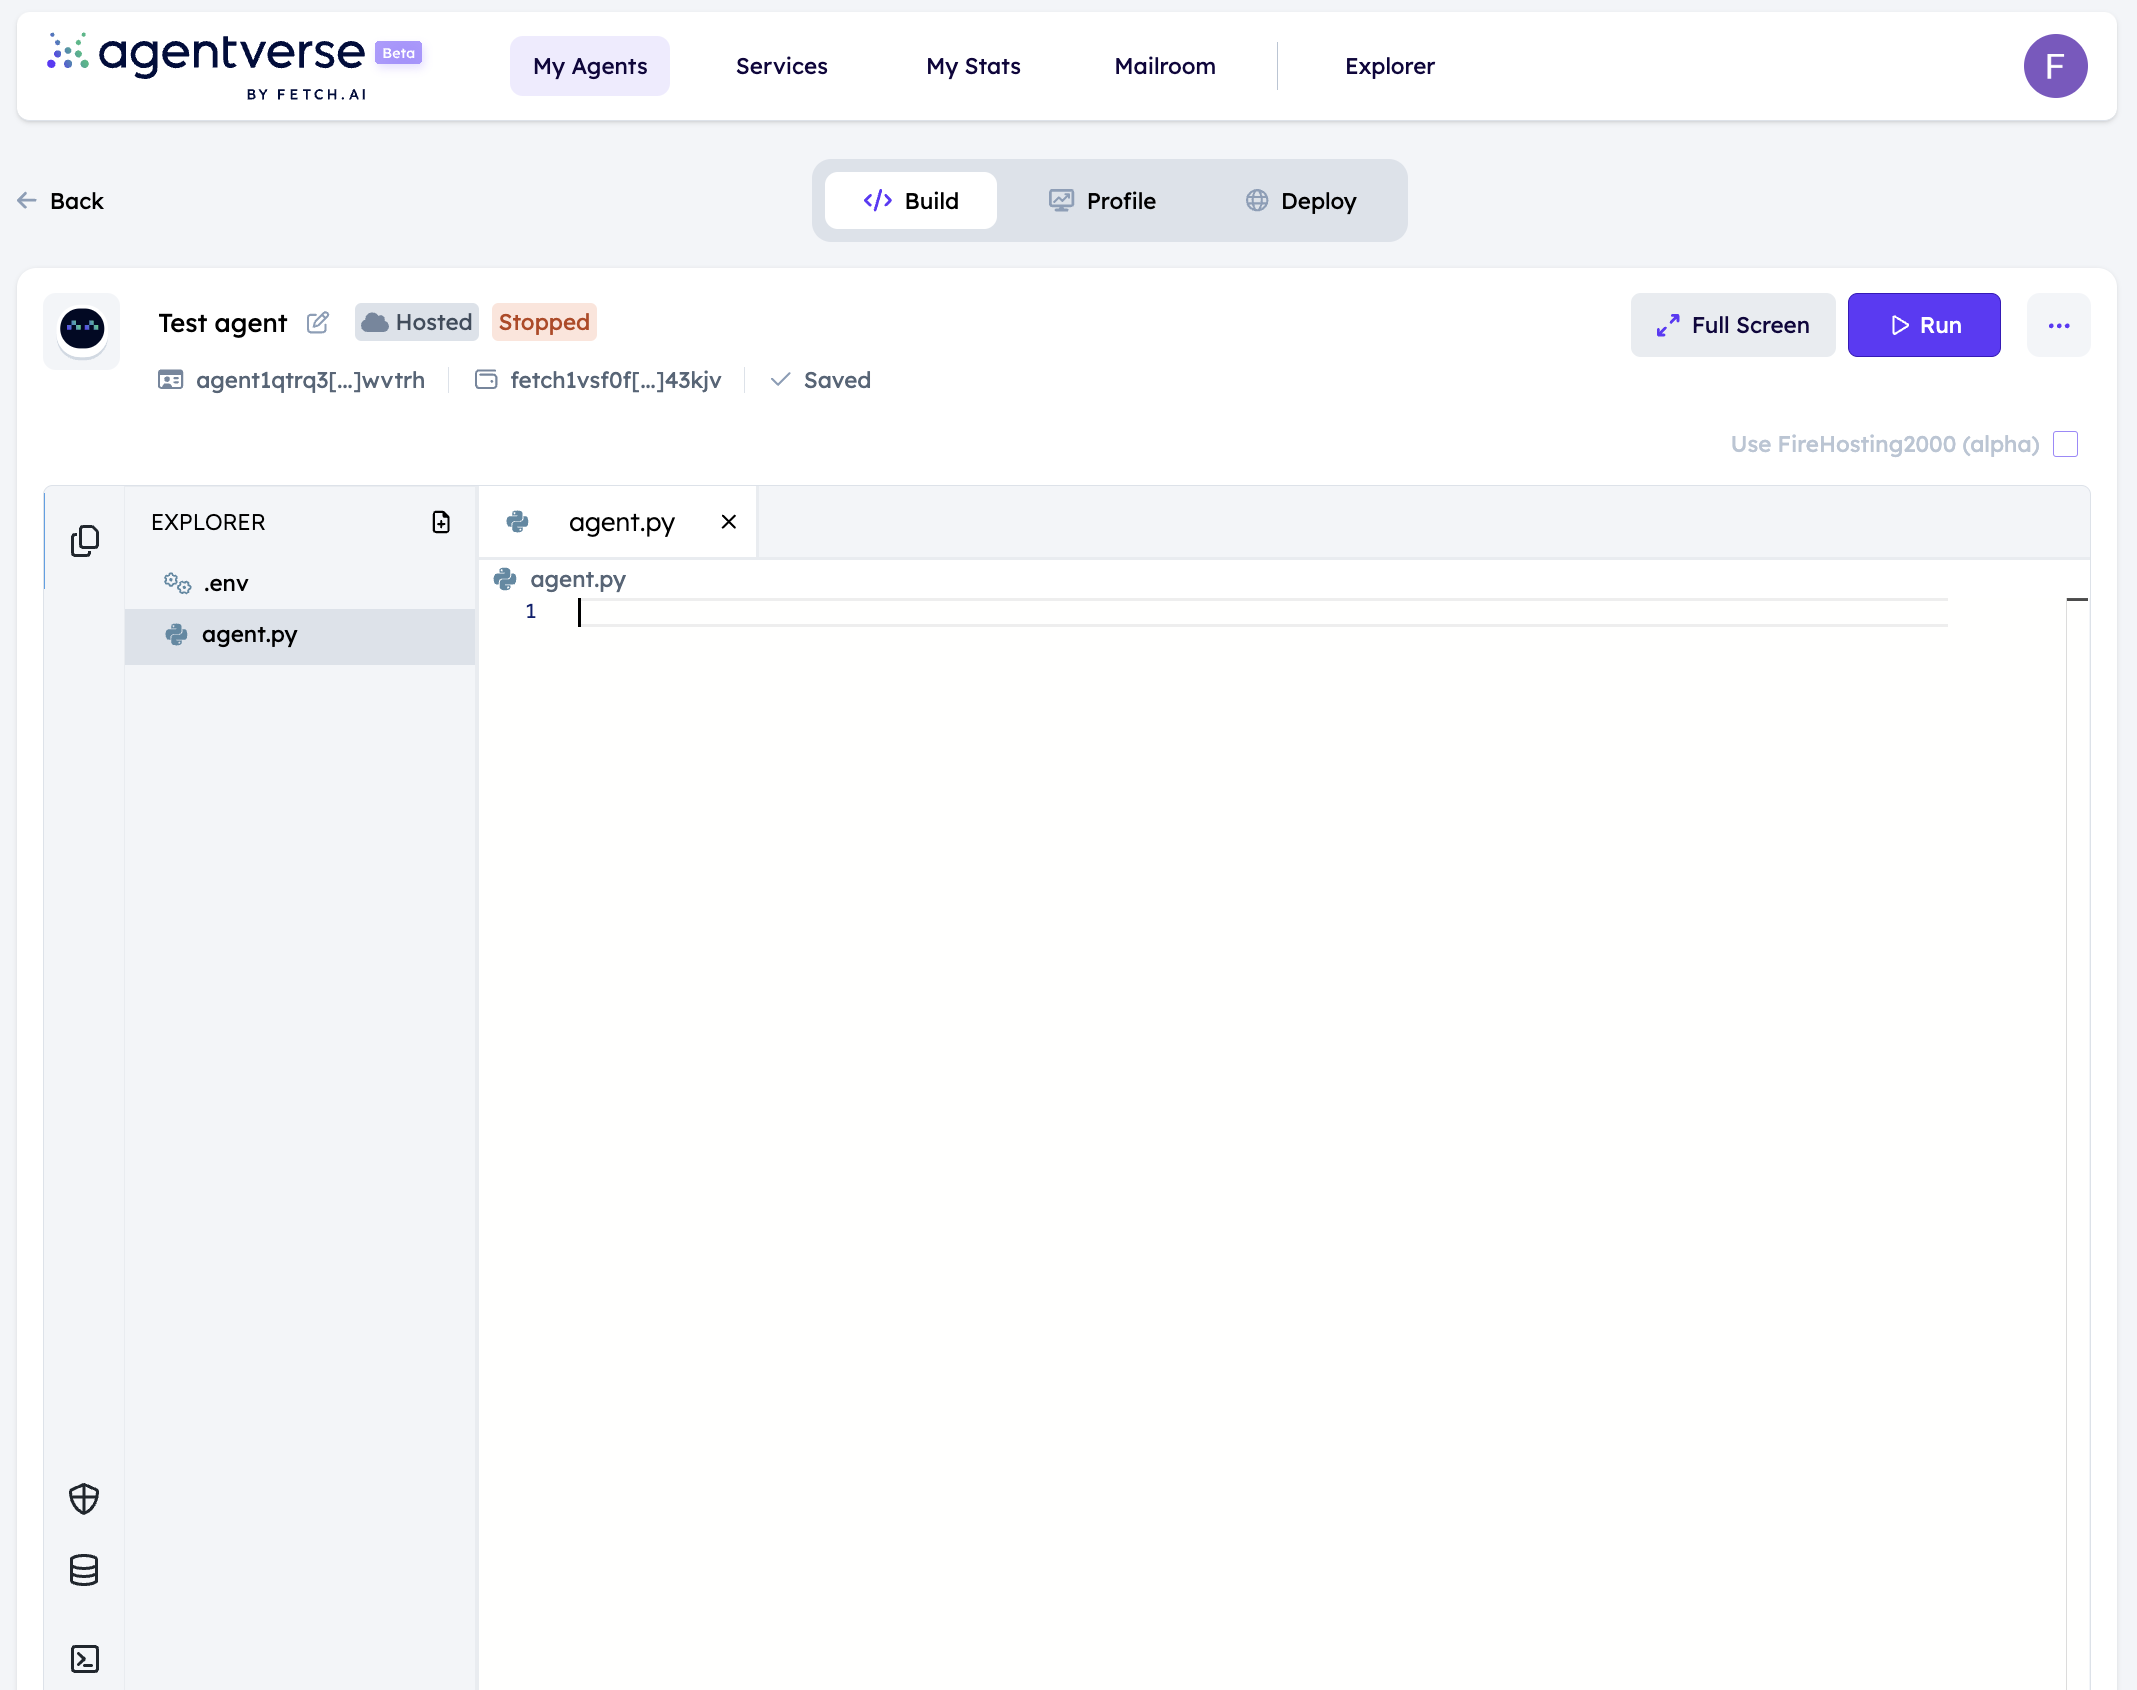 agentverse Beta
BY FETCH.AI
My Agents
Services
My Stats
Mailroom
Explorer
F
Back
Build
Profile
Deploy
Test agent
Hosted
Stopped
Full Screen
Run
agent1qtrq3[...]wvtrh
fetch1vsf0f[...]43kjv
Saved
Use FireHosting2000 (alpha)
EXPLORER
.env
agent.py
agent.py
agent.py
1